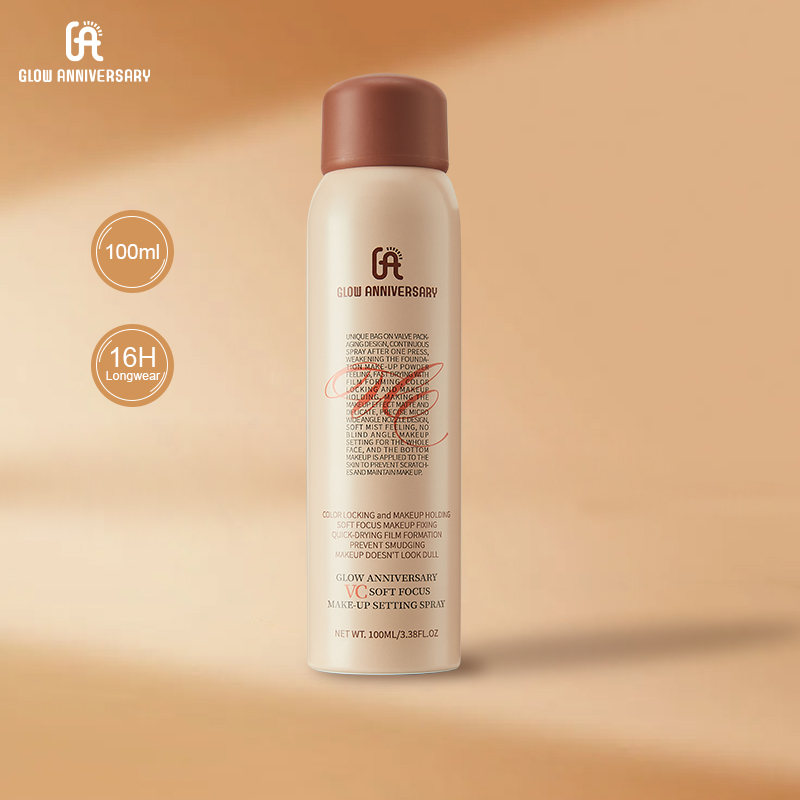 GLOW ANNIVERSARY
100ml
16H
Longwear
GLOW ANNIVERSARY
UNIQUE BAG ON VALVE PACK-
AGING DESIGN, CONTINUOUS
SPRAY AFTER ONE PRESS,
WEAKENING THE FOUNDA-
TION MAKE-UP POWDER
FEELING, FAST DRYING WITH
FILM FORMING COLOR
LOCKING AND MAKEUP
HOLDING, MAKING THE
MAKEUP EFFECT MATTE AND
DELICATE, PRECISE MICRO
WIDE ANGLE NOZZLE DESIGN,
SOFT MIST FEELING, NO
BLIND ANGLE MAKEUP
SETTING FOR THE WHOLE
FACE, AND THE BOTTOM
MAKEUP IS APPLIED TO THE
SKIN TO PREVENT SCRATCH-
ES AND MAINTAIN MAKE UP.
VC
COLOR LOCKING and MAKEUP HOLDING
SOFT FOCUS MAKEUP FIXING
QUICK-DRYING FILM FORMATION
PREVENT SMUDGING
MAKEUP DOESN'T LOOK DULL
GLOW ANNIVERSARY
VC SOFT FOCUS
MAKE-UP SETTING SPRAY
NET WT. 100ML/3.38FL.OZ